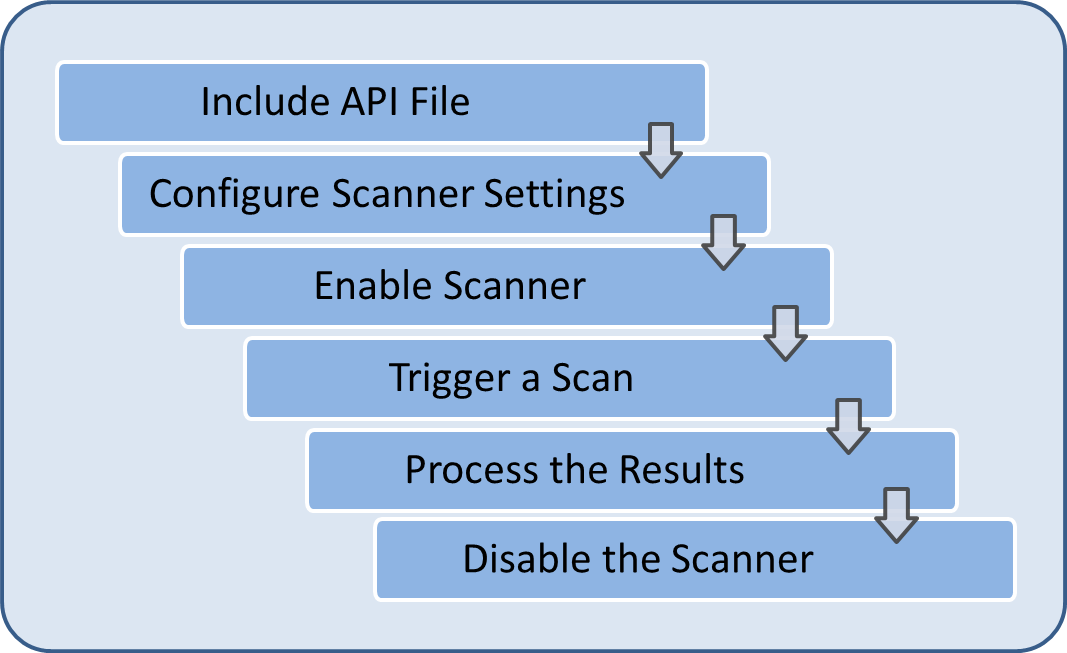 Include API File
Configure Scanner Settings
Enable Scanner
Trigger a Scan
Process the Results
Disable the Scanner